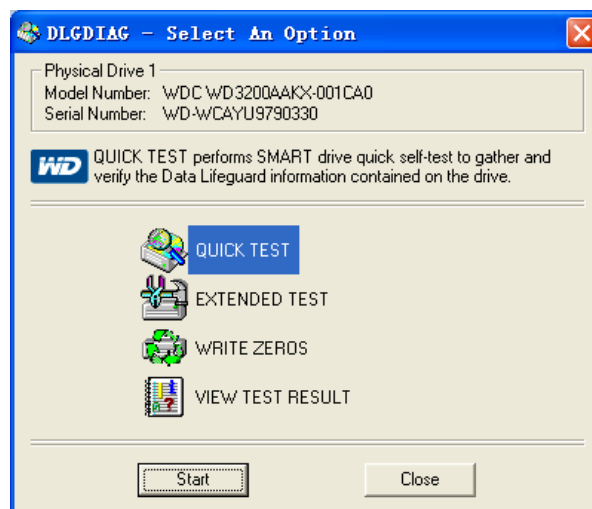 DLGDIAG - Select An Option
Physical Drive 1
Model Number: WDC WD3200AAKX-001CA0
Serial Number: WD-WCAYU9790330
WD
QUICK TEST performs SMART drive quick self-test to gather and
verify the Data Lifeguard information contained on the drive.
QUICK TEST
EXTENDED TEST
WRITE ZEROS
VIEW TEST RESULT
Start Close